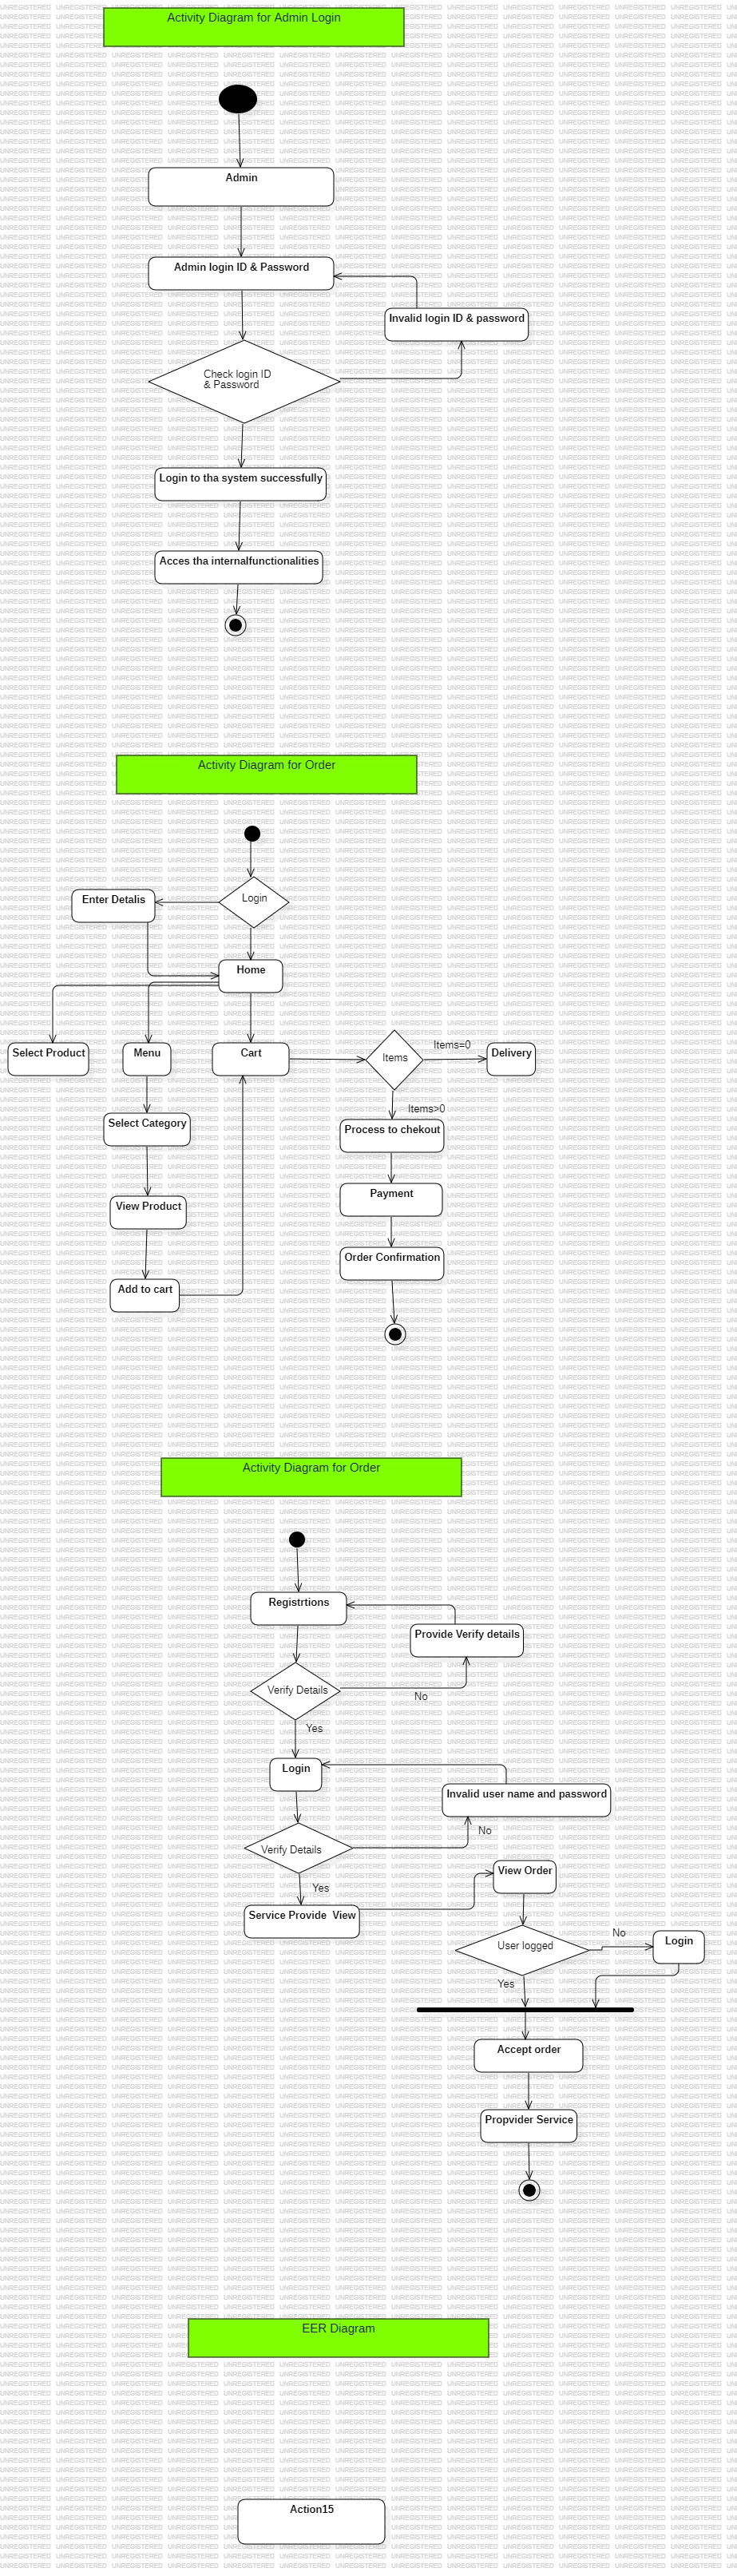 Activity Diagram for Admin Login
Admin
Admin login ID & Password
Invalid login ID & password
Check login ID
& Password
Login to tha system successfully
Acces tha internalfunctionalities
Activity Diagram for Order
Login
Enter Detalis
Home
Select Product
Menu
Cart
Items
Items=0
Delivery
Items>0
Select Category
Process to chekout
View Product
Payment
Add to cart
Order Confirmation
Activity Diagram for Order
Registrtions
Provide Verify details
Verify Details
No
Yes
Login
Invalid user name and password
Verify Details
No
Yes
View Order
Service Provide  View
User logged
No
Login
Yes
Accept order
Propvider Service
EER Diagram
Action15